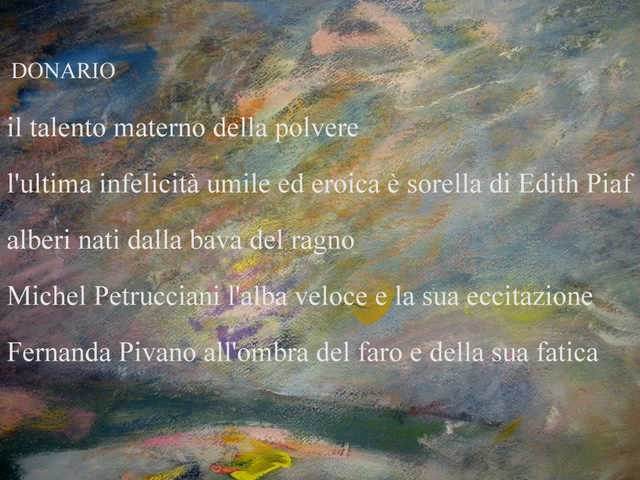 DONARIO
il talento materno della polvere
l'ultima infelicità umile ed eroica è sorella di Edith Piaf
alberi nati dalla bava del ragno
Michel Petrucciani l'alba veloce e la sua eccitazione
Fernanda Pivano all'ombra del faro e della sua fatica